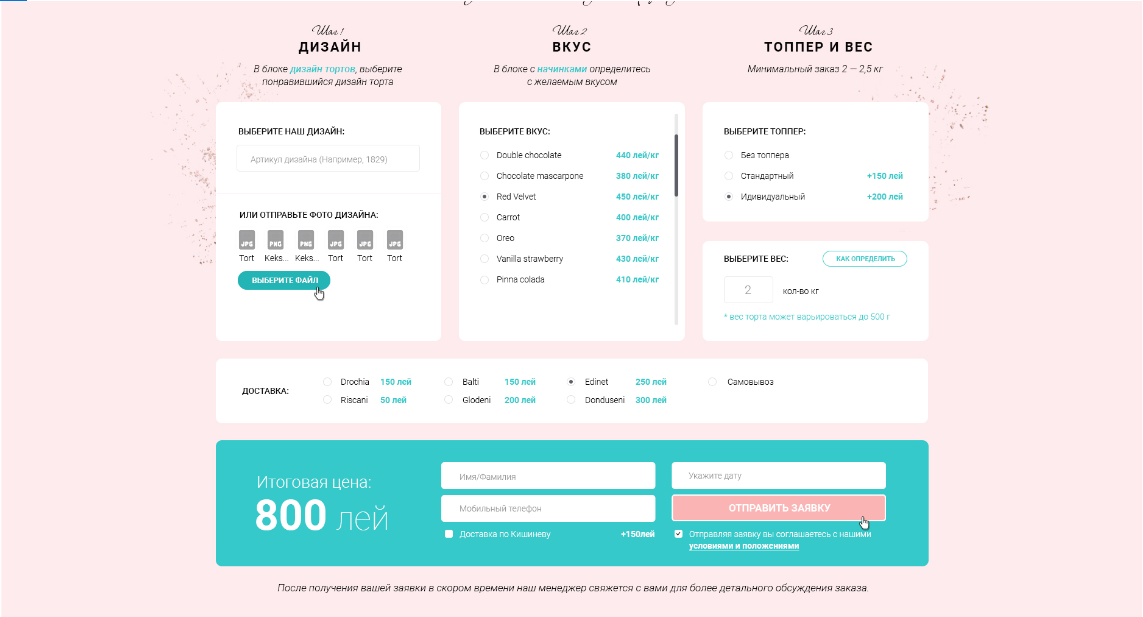 Шаг 1
ДИЗАЙН
В блоке дизайн тортов, выберите
понравившийся дизайн торта
Шаг 2
ВКУС
В блоке с начинками определитесь
с желаемым вкусом
Шаг 3
ТОППЕР И ВЕС
Минимальный заказ 2 — 2,5 кг
ВЫБЕРИТЕ НАШ ДИЗАЙН:
Артикул дизайна (Например, 1829)
ИЛИ ОТПРАВЬТЕ ФОТО ДИЗАЙНА:
JPG PNG PNG JPG JPG JPG
Tort Keks... Keks... Tort Tort Tort
ВЫБЕРИТЕ ФАЙЛ
ВЫБЕРИТЕ ВКУС:
Double chocolate 440 лей/кг
Chocolate mascarpone 380 лей/кг
Red Velvet 450 лей/кг
Carrot 400 лей/кг
Oreo 370 лей/кг
Vanilla strawberry 430 лей/кг
Pinna colada 410 лей/кг
ВЫБЕРИТЕ ТОППЕР:
Без топпера
Стандартный +150 лей
Идивидуальный +200 лей
ВЫБЕРИТЕ ВЕС: КАК ОПРЕДЕЛИТЬ
2 кол-во кг
* вес торта может варьироваться до 500 г
ДОСТАВКА:
Drochia 150 лей Balti 150 лей Edinet 250 лей Самовывоз
Riscani 50 лей Glodeni 200 лей Donduseni 300 лей
Итоговая цена:
800 лей
Имя/Фамилия
Мобильный телефон
Доставка по Кишиневу +150лей
Укажите дату
ОТПРАВИТЬ ЗАЯВКУ
Отправляя заявку вы соглашаетесь с нашими
условиями и положениями
После получения вашей заявки в скором времени наш менеджер свяжется с вами для более детального обсуждения заказа.